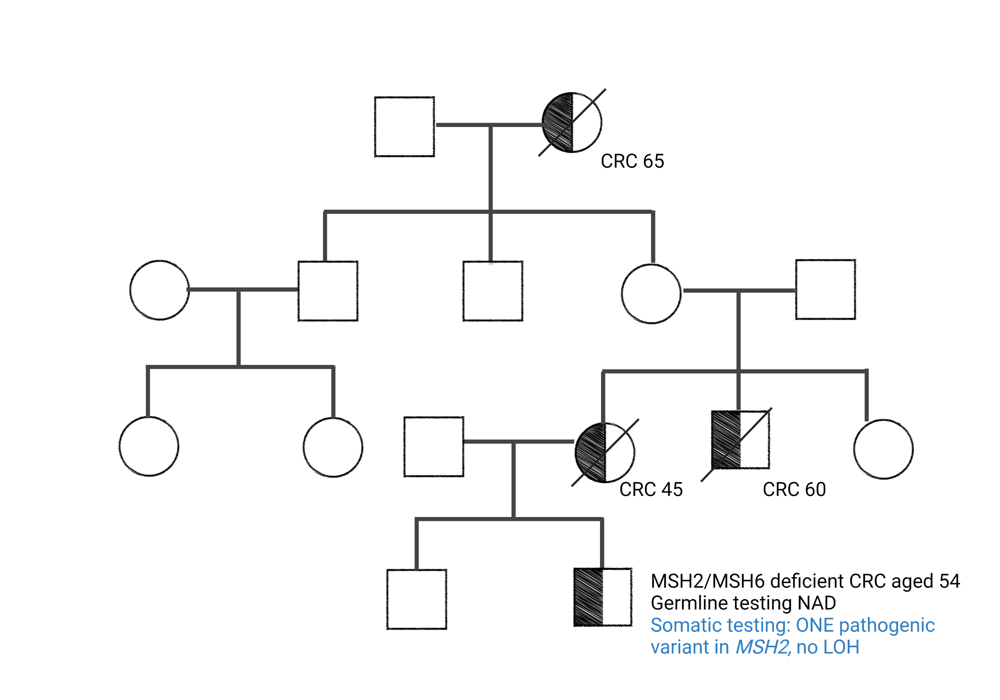 CRC 65
CRC 45
CRC 60
MSH2/MSH6 deficient CRC aged 54
Germline testing NAD
Somatic testing: ONE pathogenic
variant in MSH2, no LOH